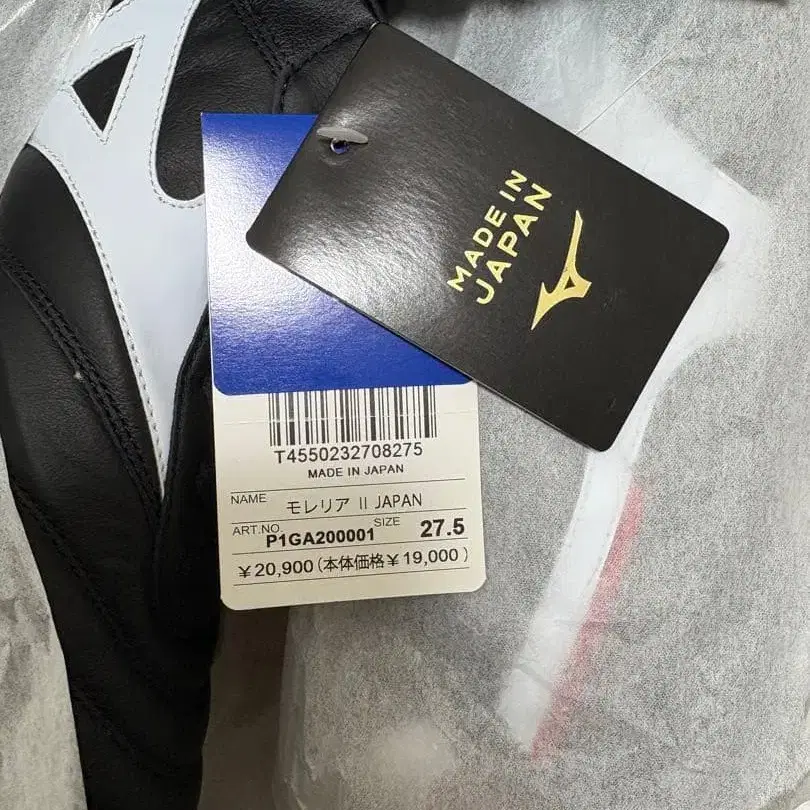 MADE IN
JAPAN
T4550232708275
MADE IN JAPAN
NAME モレリア II JAPAN
ART.NO. P1GA200001 SIZE 27.5
¥20,900(本体価格¥19,000)